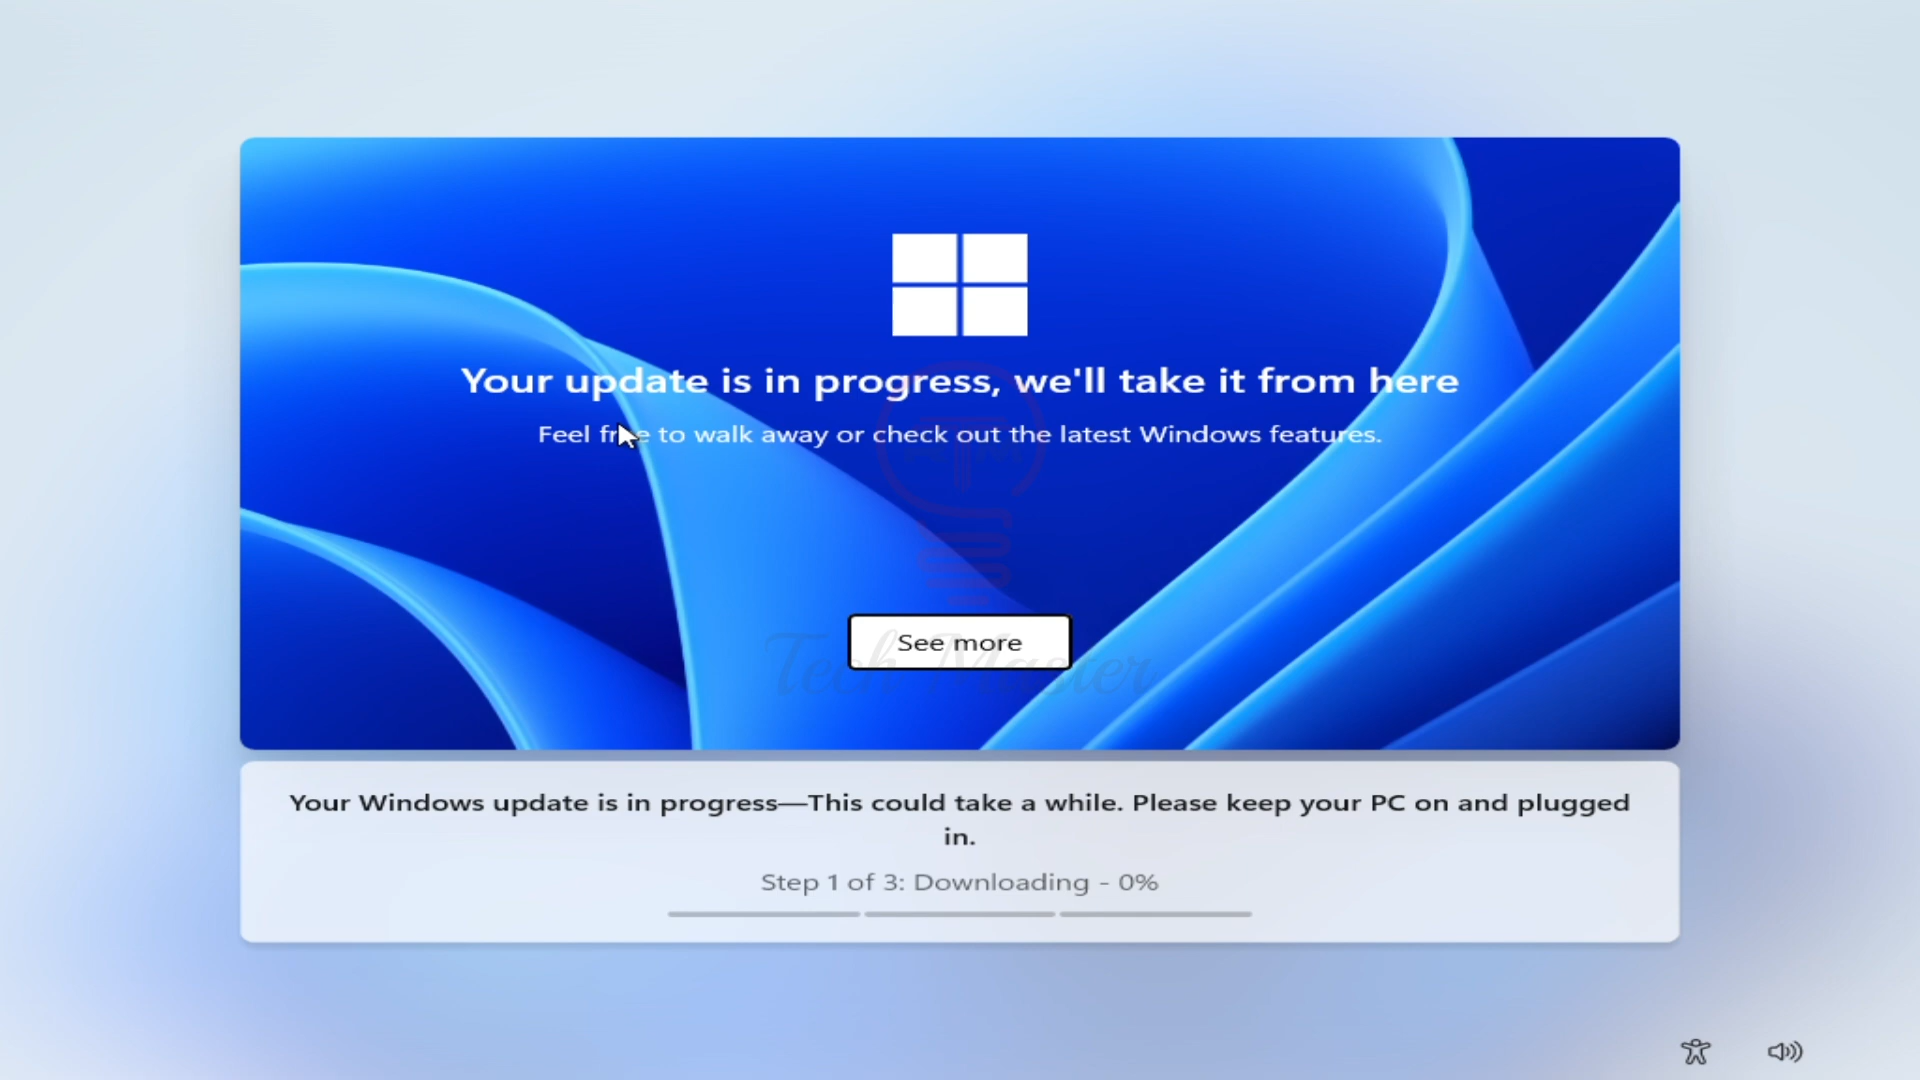 Your update is in progress, we'll take it from here
Feel free to walk away or check out the latest Windows features.
See more
Tech Master
Your Windows update is in progress—This could take a while. Please keep your PC on and plugged
in.
Step 1 of 3: Downloading - 0%